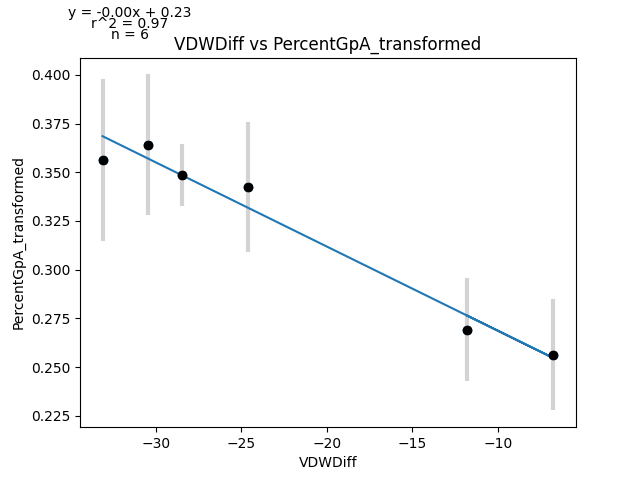 y = -0.00x + 0.23
r^2 = 0.97
n = 6
VDWDiff vs PercentGpA_transformed
0.400
0.375
0.350
0.325
0.300
0.275
0.250
0.225
PercentGpA_transformed
−30
−25
−20
−15
−10
VDWDiff